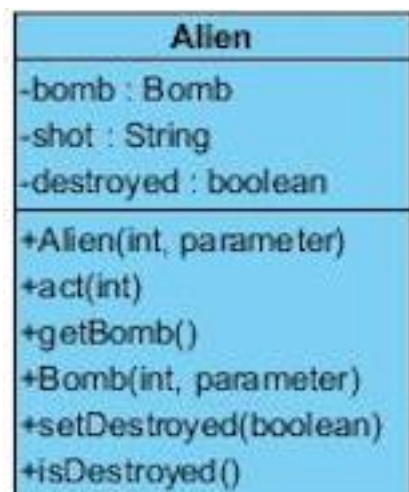 Alien
-bomb : Bomb
-shot : String
-destroyed : boolean
+Alien(int, parameter)
+act(int)
+getBomb()
+Bomb(int, parameter)
+setDestroyed(boolean)
+isDestroyed()